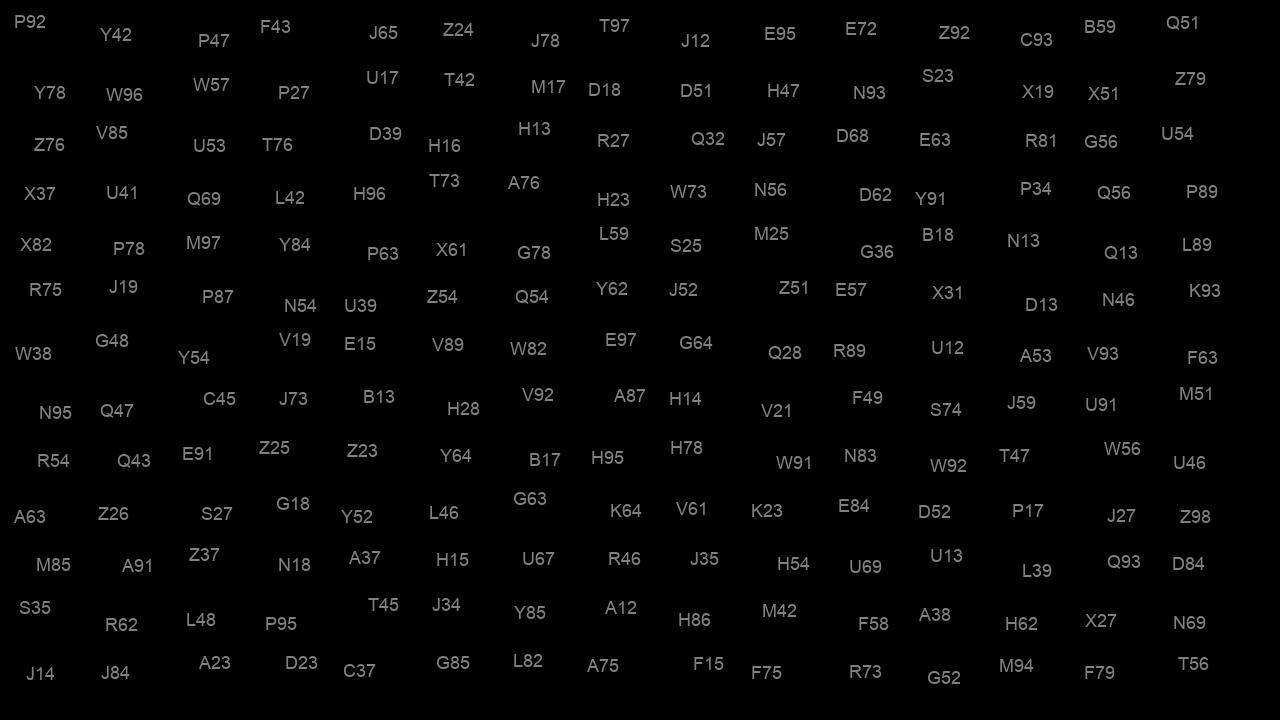 P92 Y42 P47 F43 J65 Z24 J78 T97 J12 E95 E72 Z92 C93 B59 Q51
Y78 W96 W57 P27 U17 T42 M17 D18 D51 H47 N93 S23 X19 X51 Z79
Z76 V85 U53 T76 D39 H16 H13 R27 Q32 J57 D68 E63 R81 G56 U54
X37 U41 Q69 L42 H96 T73 A76 H23 W73 N56 D62 Y91 P34 Q56 P89
X82 P78 M97 Y84 P63 X61 G78 L59 S25 M25 G36 B18 N13 Q13 L89
R75 J19 P87 N54 U39 Z54 Q54 Y62 J52 Z51 E57 X31 D13 N46 K93
W38 G48 Y54 V19 E15 V89 W82 E97 G64 Q28 R89 U12 A53 V93 F63
N95 Q47 C45 J73 B13 H28 V92 A87 H14 V21 F49 S74 J59 U91 M51
R54 Q43 E91 Z25 Z23 Y64 B17 H95 H78 W91 N83 W92 T47 W56 U46
A63 Z26 S27 G18 Y52 L46 G63 K64 V61 K23 E84 D52 P17 J27 Z98
M85 A91 Z37 N18 A37 H15 U67 R46 J35 H54 U69 U13 L39 Q93 D84
S35 R62 L48 P95 T45 J34 Y85 A12 H86 M42 F58 A38 H62 X27 N69
J14 J84 A23 D23 C37 G85 L82 A75 F15 F75 R73 G52 M94 F79 T56